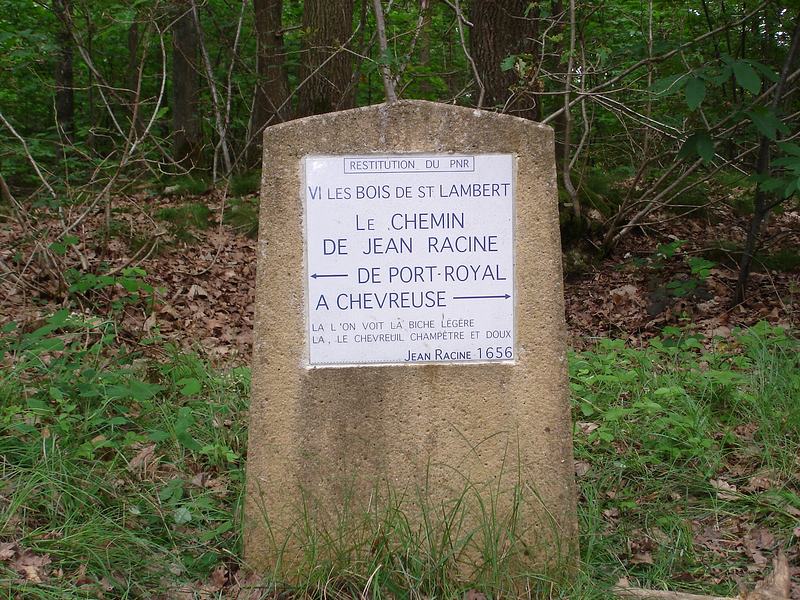 RESTITUTION DU PNR
VI LES BOIS DE ST LAMBERT
LE CHEMIN
DE JEAN RACINE
← DE PORT-ROYAL
A CHEVREUSE →
LA L'ON VOIT LA BICHE LÉGÈRE
LA, LE CHEVREUIL CHAMPÊTRE ET DOUX
JEAN RACINE 1656